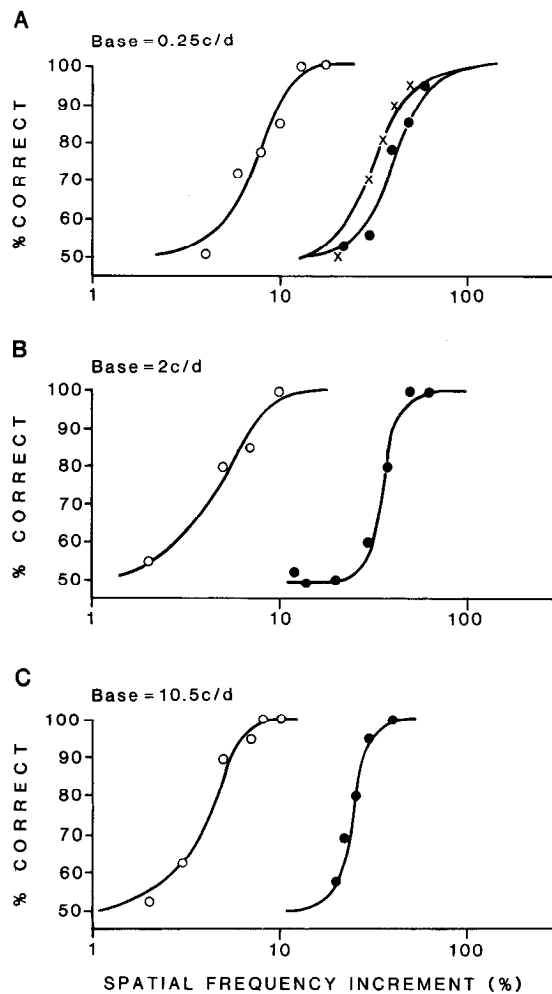 A
Base=0.25c/d
100
90
80
70
60
50
% CORRECT
1
10
100
B
Base=2c/d
100
90
80
70
60
50
% CORRECT
1
10
100
C
Base=10.5c/d
100
90
80
70
60
50
% CORRECT
1
10
100
SPATIAL FREQUENCY INCREMENT (%)